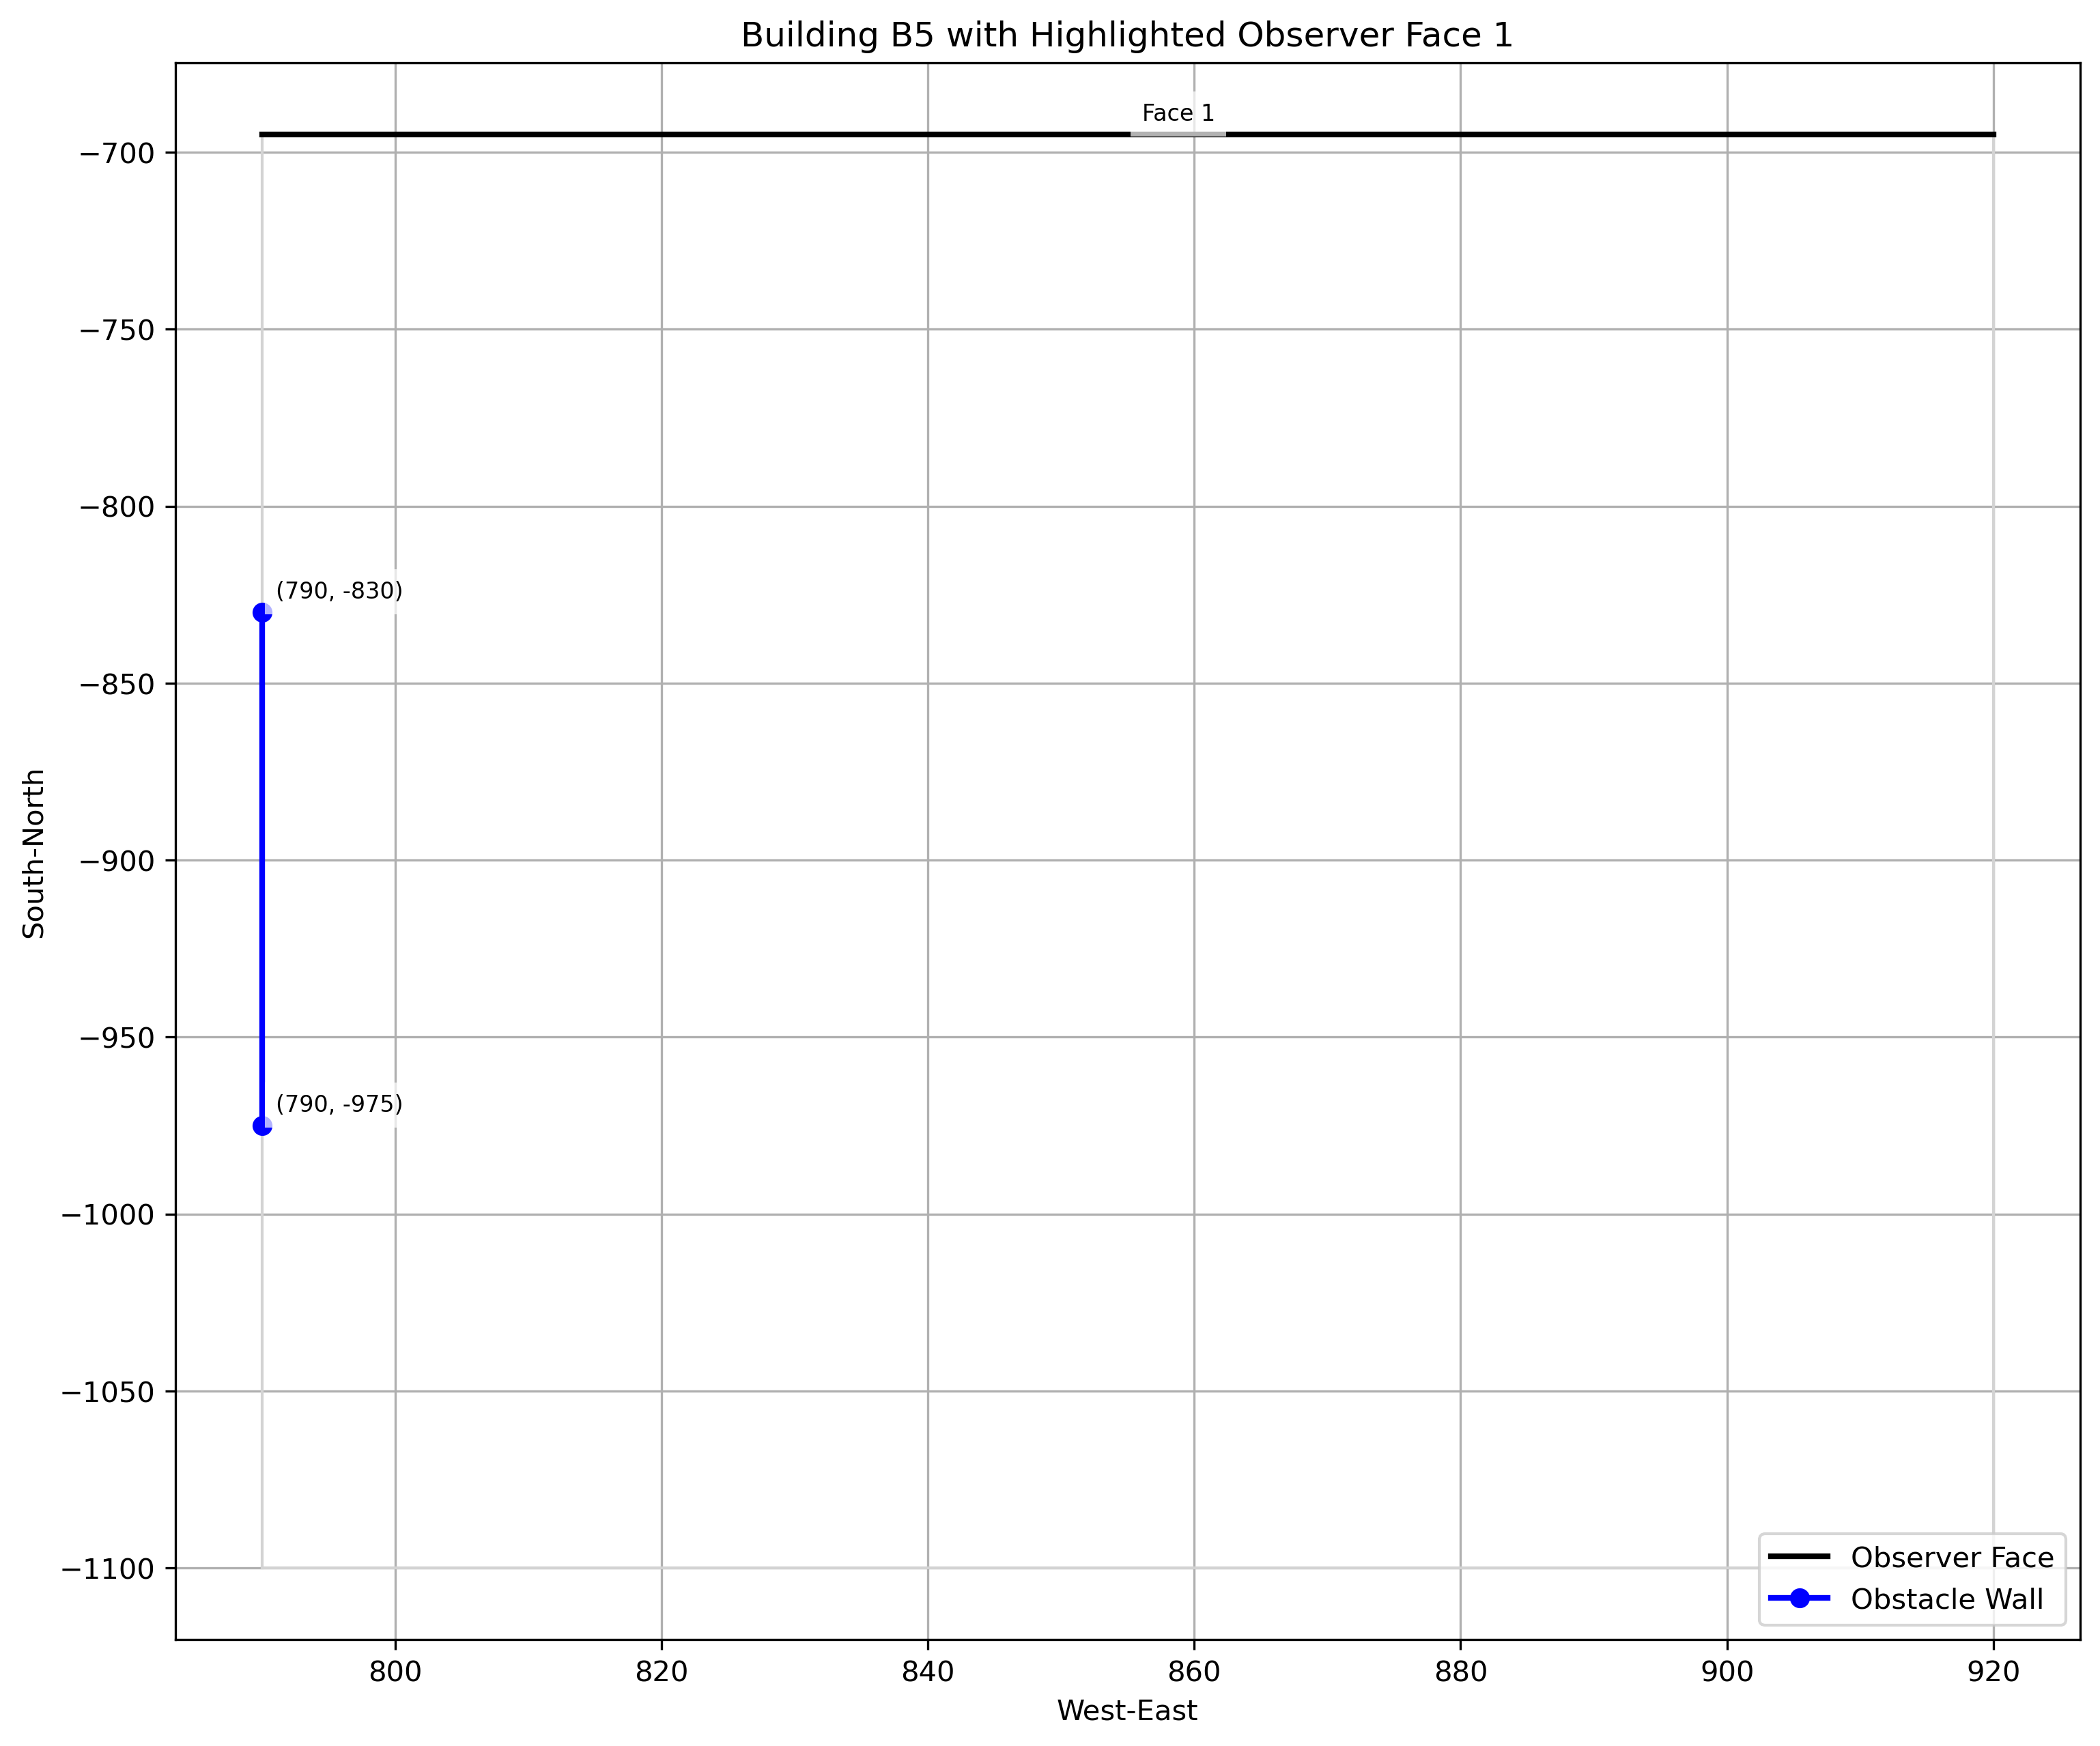 Building B5 with Highlighted Observer Face 1
Face 1
−700
−750
−800
(790, -830)
−850
−900
−950
(790, -975)
−1000
−1050
−1100
South-North
Observer Face
Obstacle Wall
800 820 840 860 880 900 920
West-East